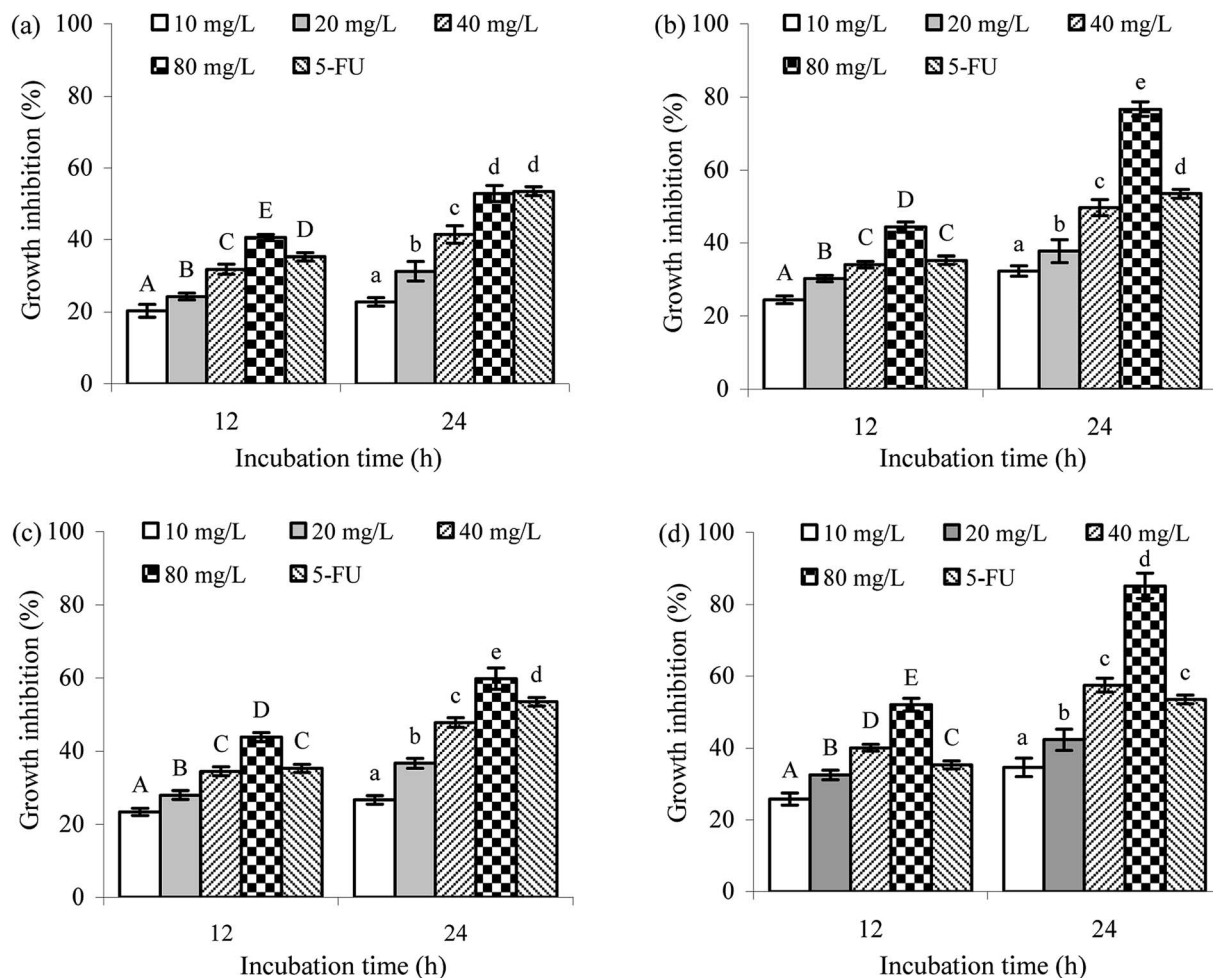 (a)
100
80
60
40
20
0
Growth inhibition (%)
10 mg/L 20 mg/L 40 mg/L
80 mg/L 5-FU
A B C E D
a b c d d
12 24
Incubation time (h)
(b)
100
80
60
40
20
0
Growth inhibition (%)
10 mg/L 20 mg/L 40 mg/L
80 mg/L 5-FU
A B C D C
a b c e d
12 24
Incubation time (h)
(c)
100
80
60
40
20
0
Growth inhibition (%)
10 mg/L 20 mg/L 40 mg/L
80 mg/L 5-FU
A B C D C
a b c e d
12 24
Incubation time (h)
(d)
100
80
60
40
20
0
Growth inhibition (%)
10 mg/L 20 mg/L 40 mg/L
80 mg/L 5-FU
A B D E C
a b c d c
12 24
Incubation time (h)